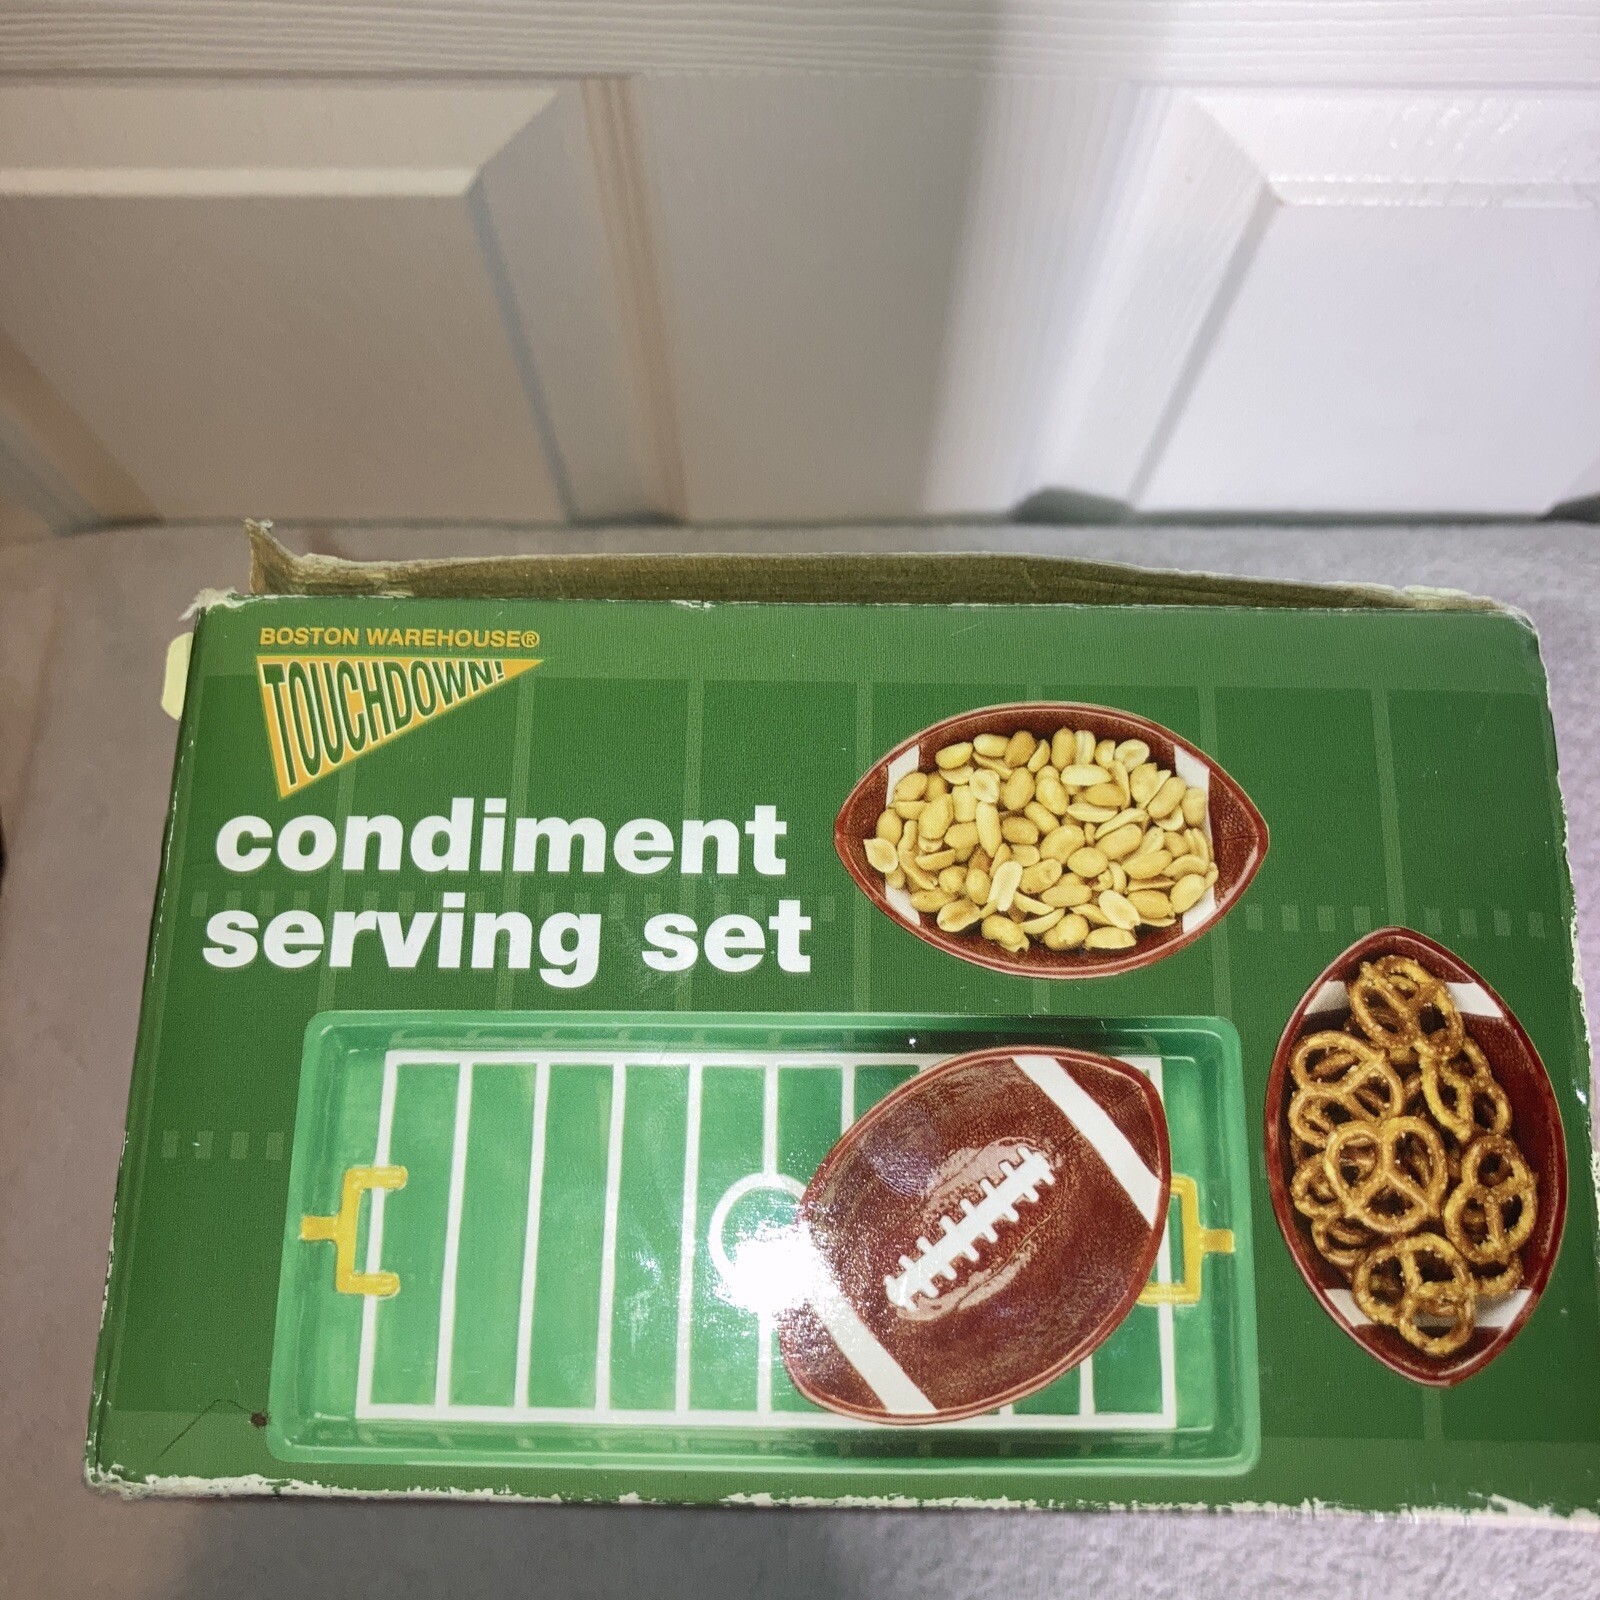 BOSTON WAREHOUSE®
TOUCHDOWN!
condiment
serving set